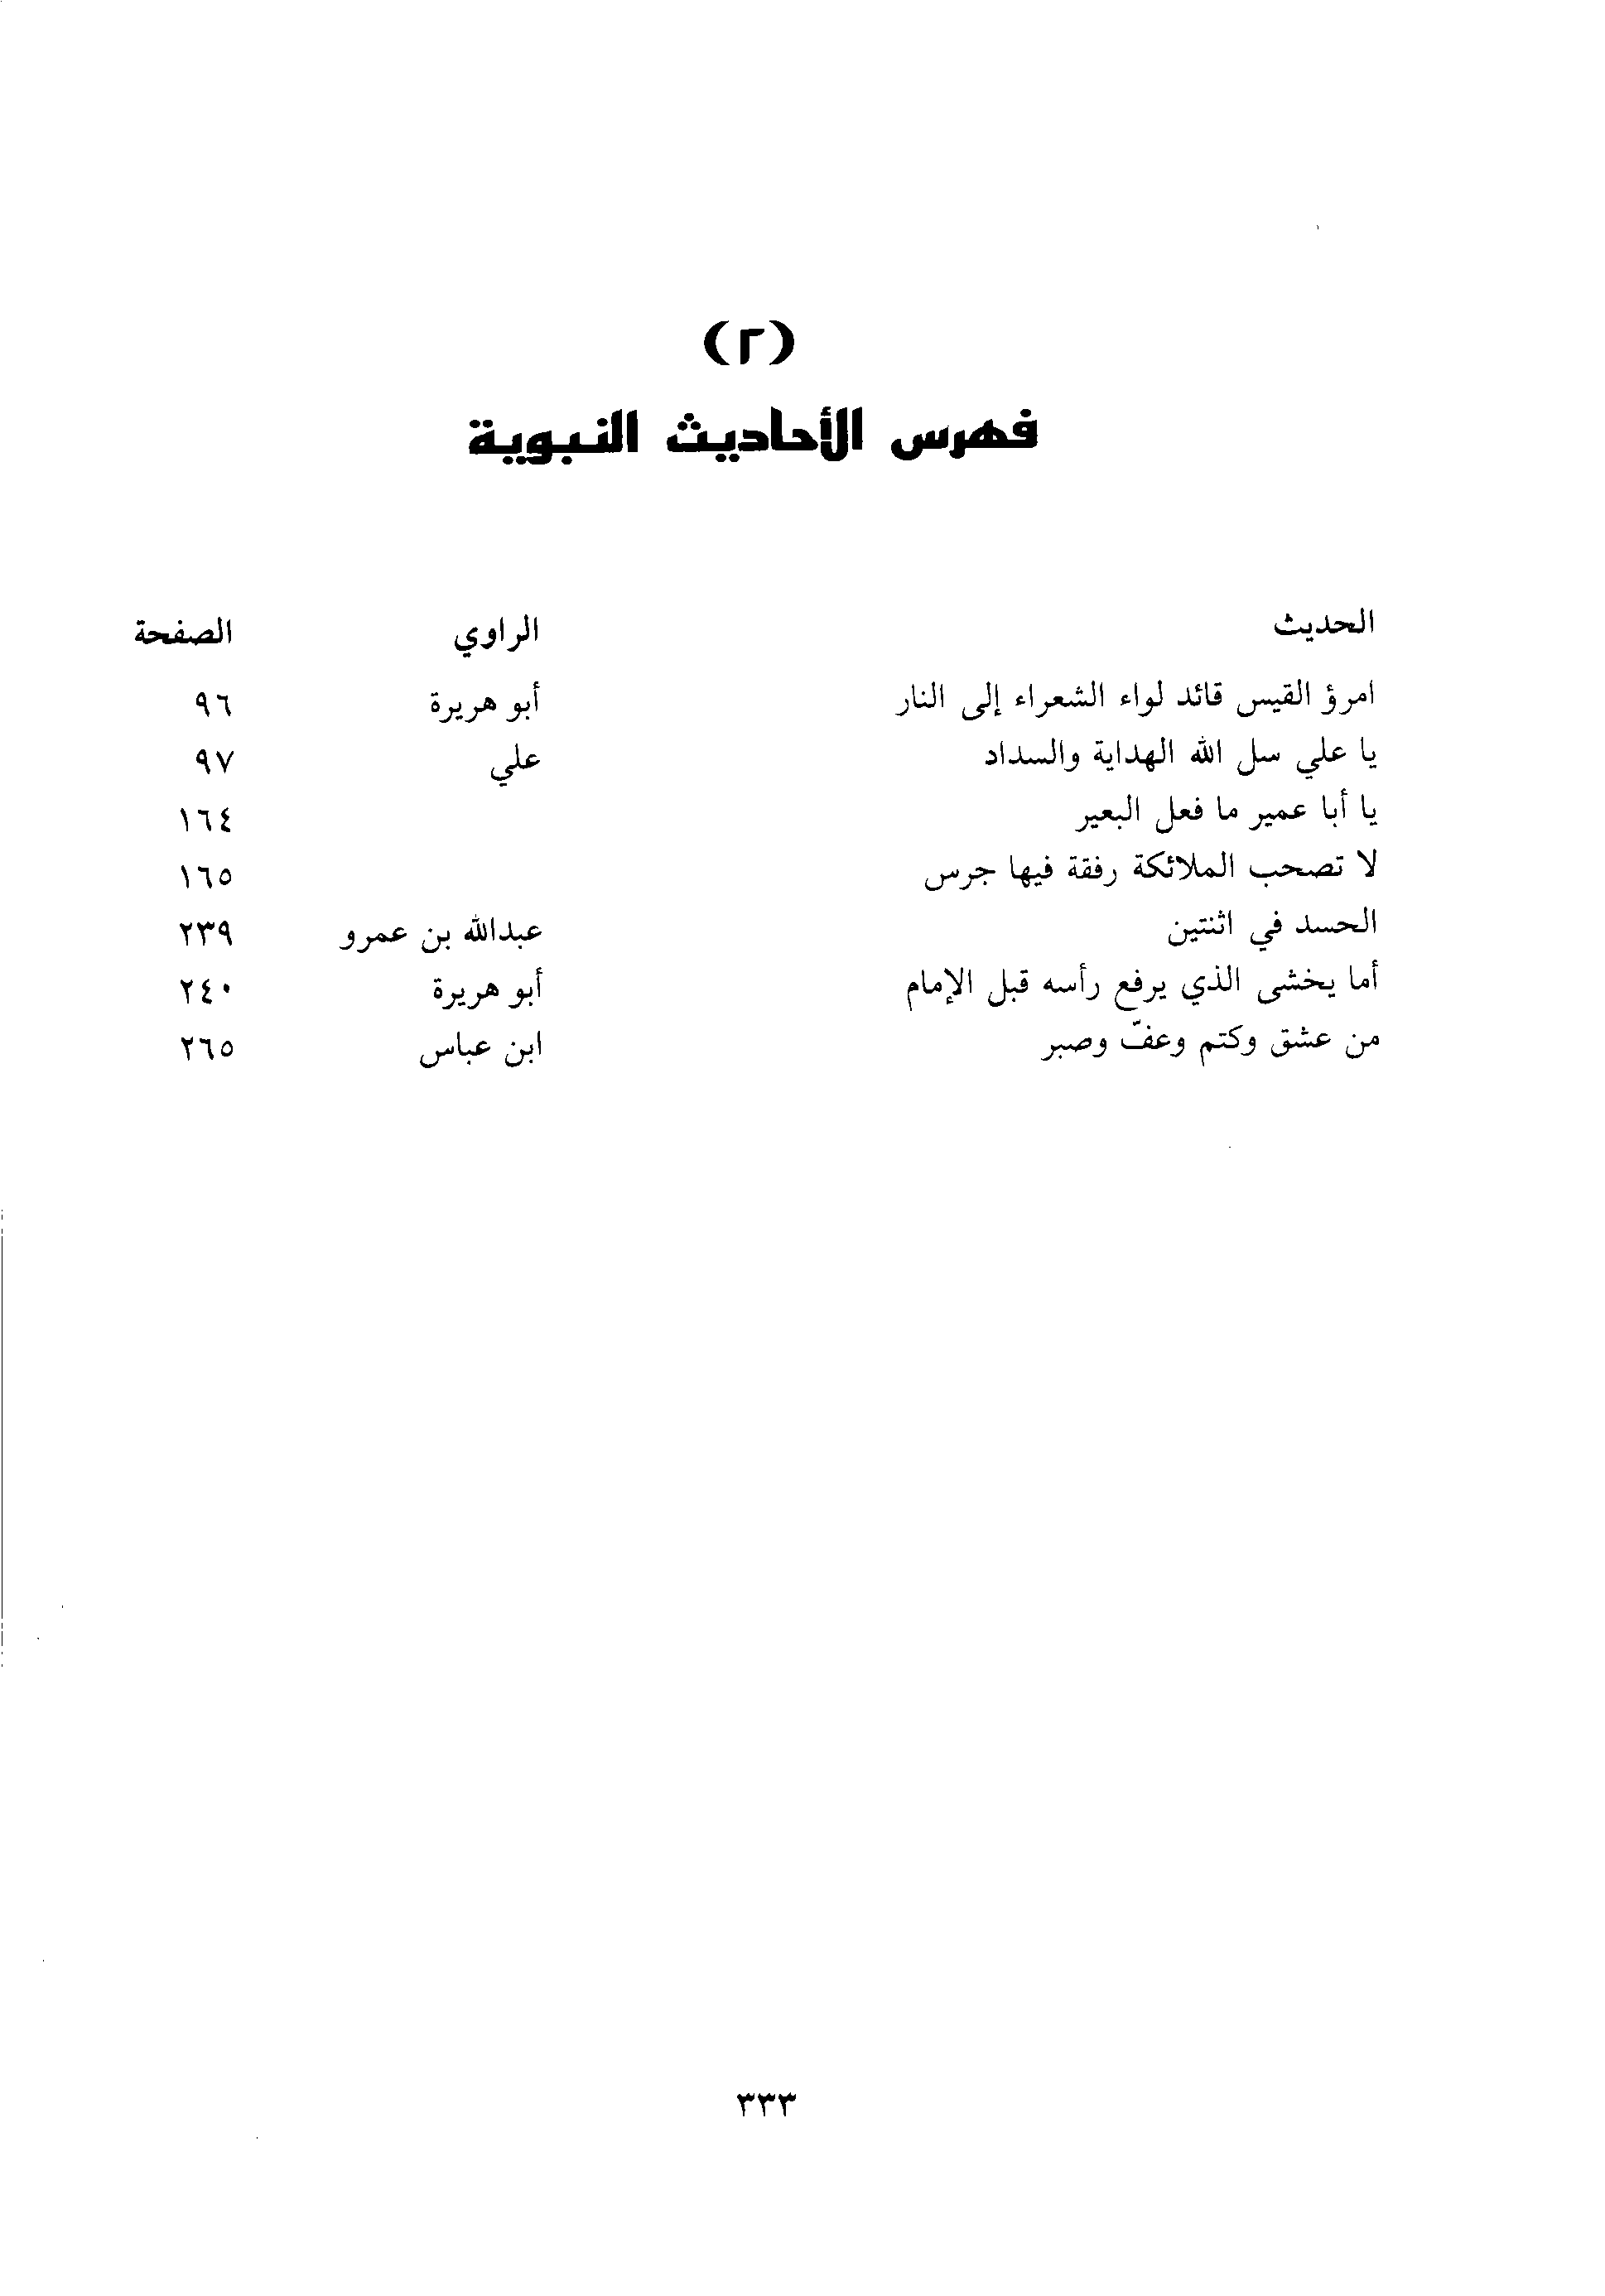 (٢)
فهرس الأحاديث النبوية
الحديث الراوي الصفحة
امرؤ القيس قائد لواء الشعراء إلى النار أبو هريرة ٩٦
يا علي سل الله الهداية والسداد علي ٩٧
يا أبا عمير ما فعل البعير ١٦٤
لا تصحب الملائكة رفقة فيها جرس ١٦٥
الحسد في اثنتين عبدالله بن عمرو ٢٣٩
أما يخشى الذي يرفع رأسه قبل الإمام أبو هريرة ٢٤٠
من عشق وكتم وعفّ وصبر ابن عباس ٢٦٥
٣٣٣